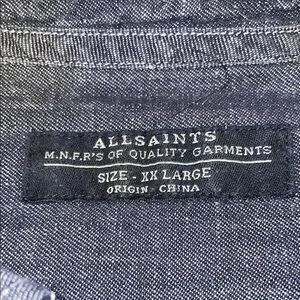 ALLSAINTS
M.N.F.R'S OF QUALITY GARMENTS
SIZE - XX LARGE
ORIGIN - CHINA